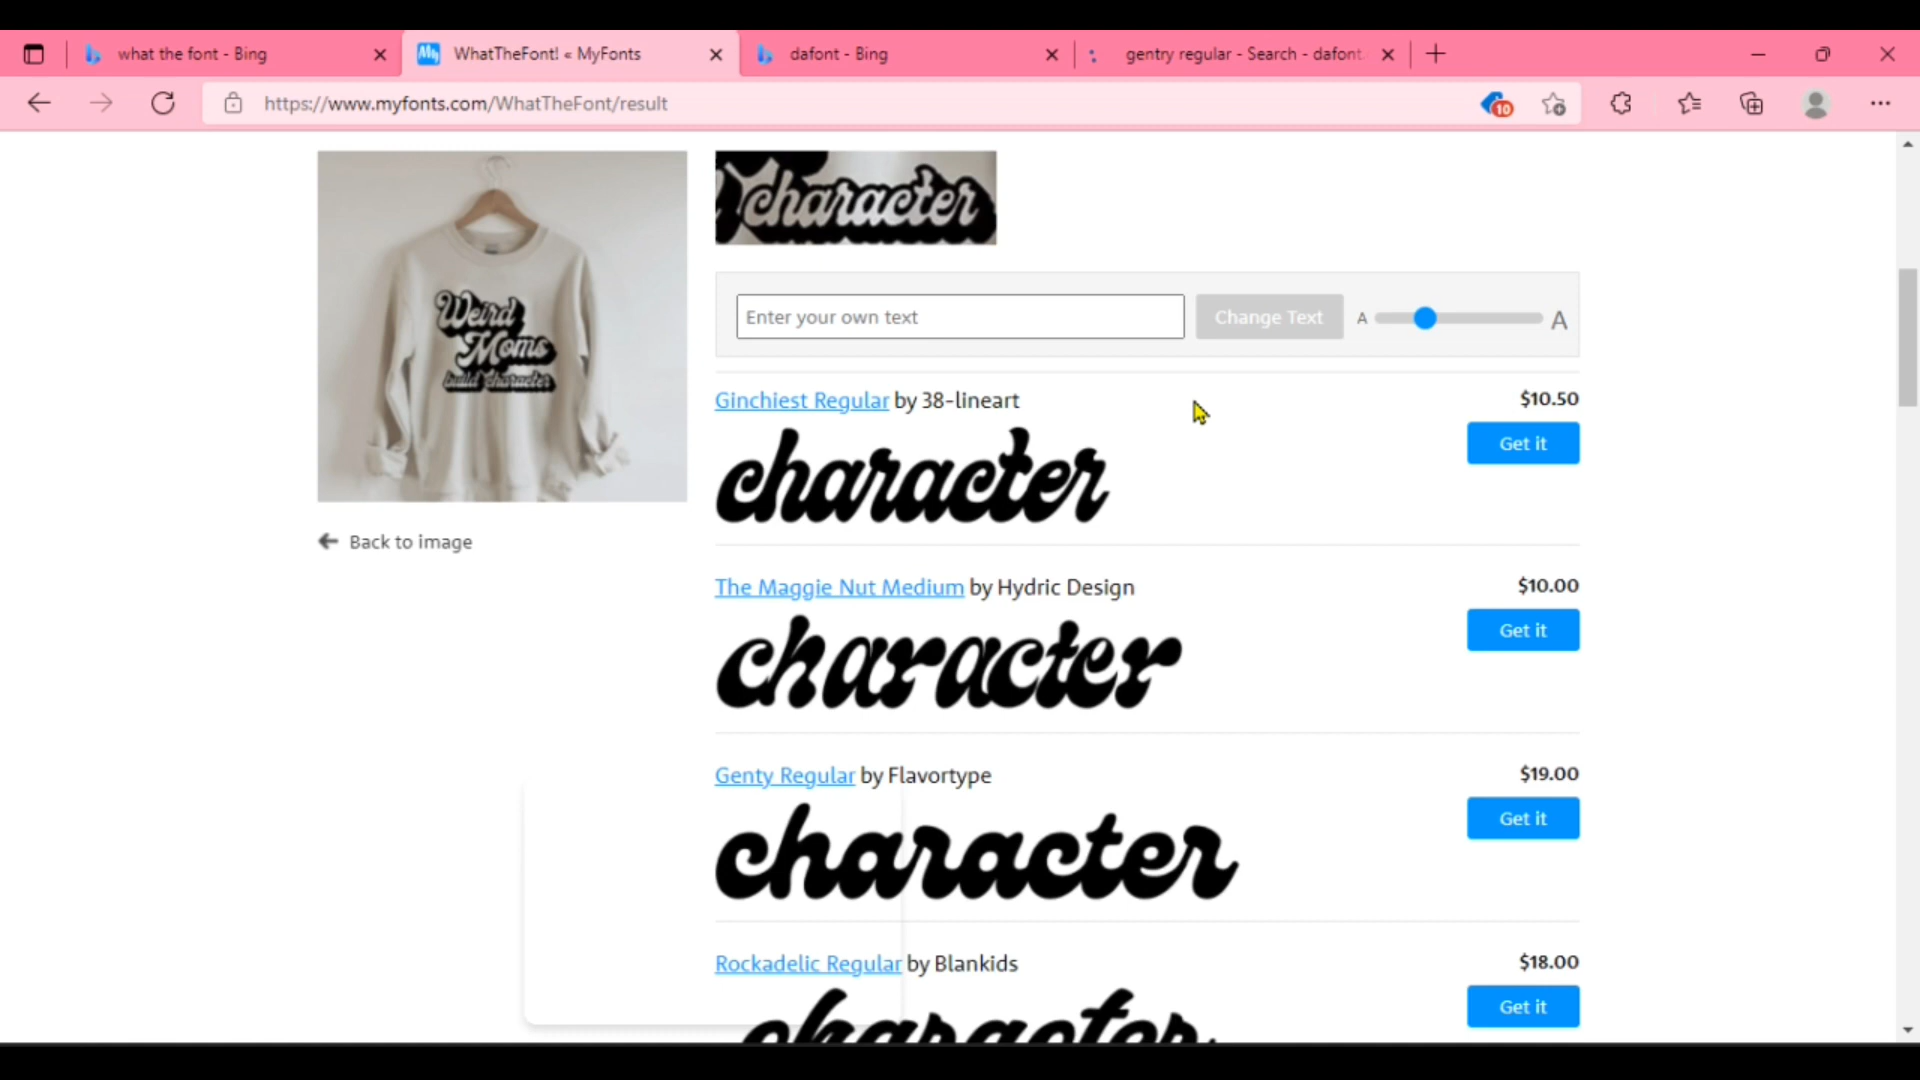 what the font - Bing
WhatTheFont! « MyFonts
dafont - Bing
gentry regular - Search - dafont.
https://www.myfonts.com/WhatTheFont/result
10
Weird
Moms
build character
character
Enter your own text
Change Text
A
A
Ginchiest Regular by 38-lineart
$10.50
Get it
character
The Maggie Nut Medium by Hydric Design
$10.00
Get it
character
Genty Regular by Flavortype
$19.00
Get it
character
Rockadelic Regular by Blankids
$18.00
Get it
character
Back to image